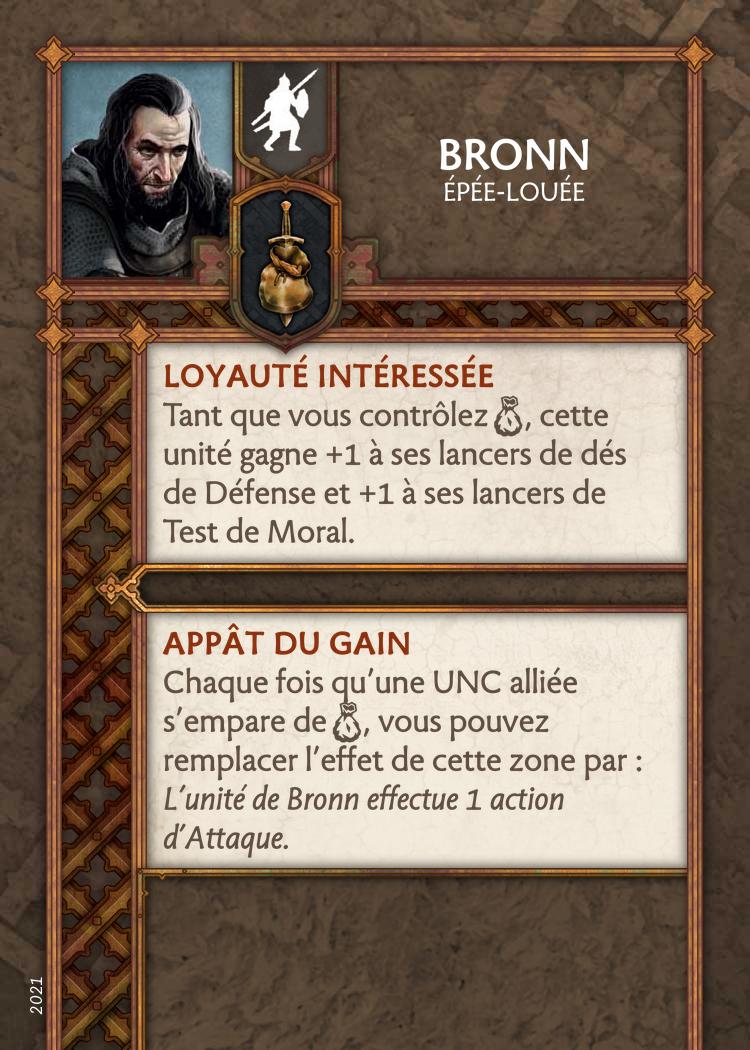 BRONN
ÉPÉE-LOUÉE
LOYAUTÉ INTÉRESSÉE
Tant que vous contrôlez , cette
unité gagne +1 à ses lancers de dés
de Défense et +1 à ses lancers de
Test de Moral.
APPÂT DU GAIN
Chaque fois qu’une UNC alliée
s’empare de , vous pouvez
remplacer l’effet de cette zone par :
L’unité de Bronn effectue 1 action
d’Attaque.
2021